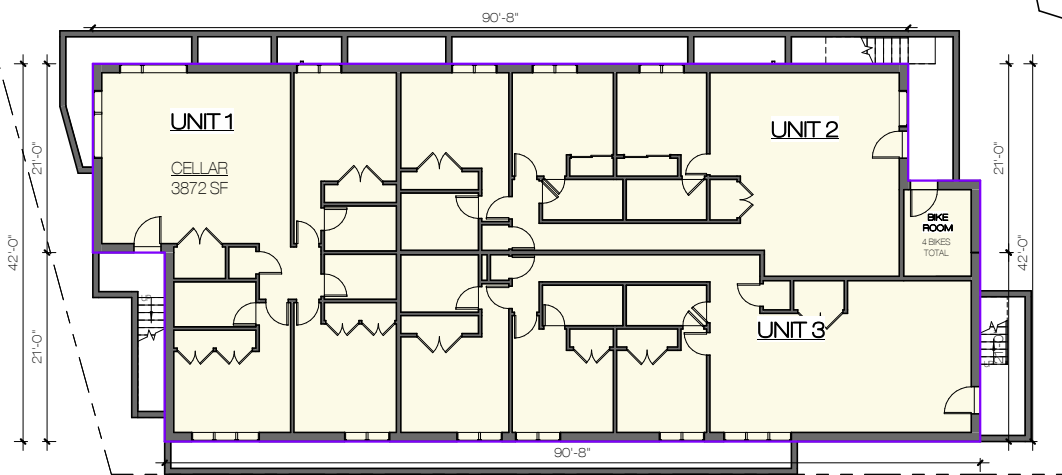 90'-8"
UNIT 1
CELLAR
3872 SF
UNIT 2
21'-0"
21'-0"
BIKE
ROOM
4 BIKES
TOTAL
42'-0"
42'-0"
UNIT 3
21'-0"
21'-0"
90'-8"